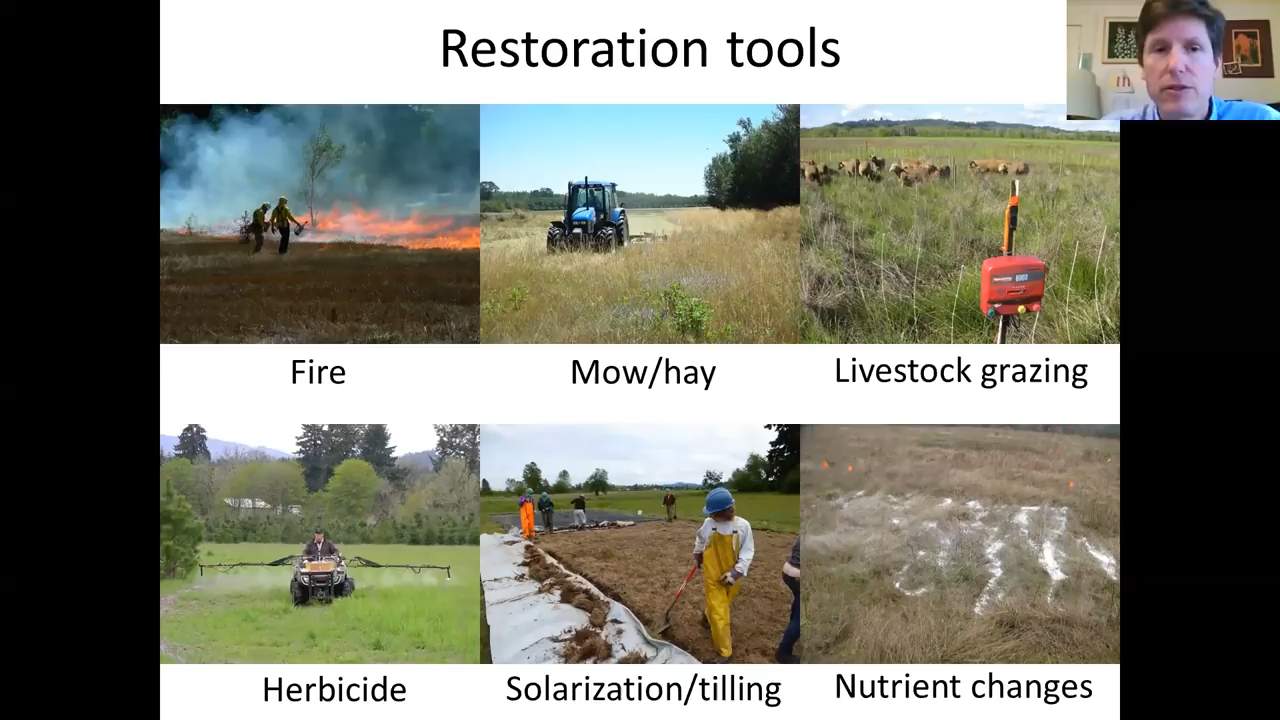 Restoration tools
Fire
Mow/hay
Livestock grazing
Herbicide
Solarization/tilling
Nutrient changes